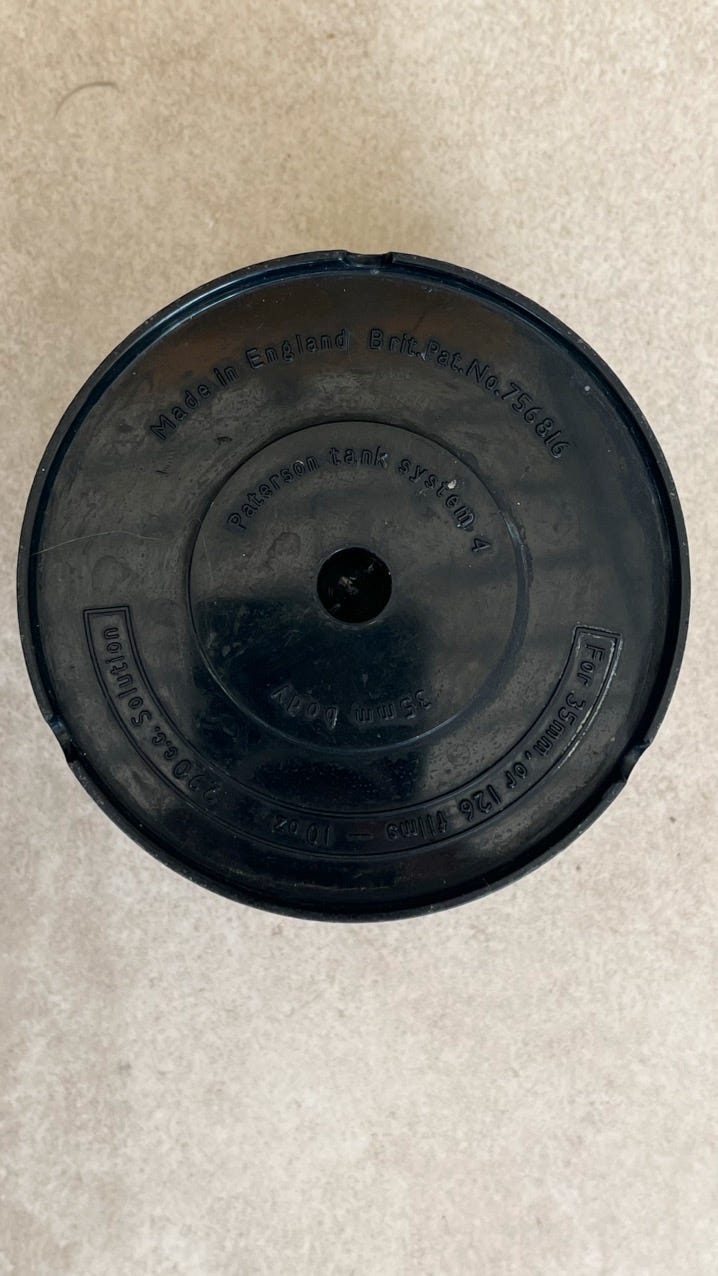 Made in England Brit.Pat.No.756816
Paterson tank system 4
35mm body
For 35mm. or 126 films — 10 oz 290c.c. Solution